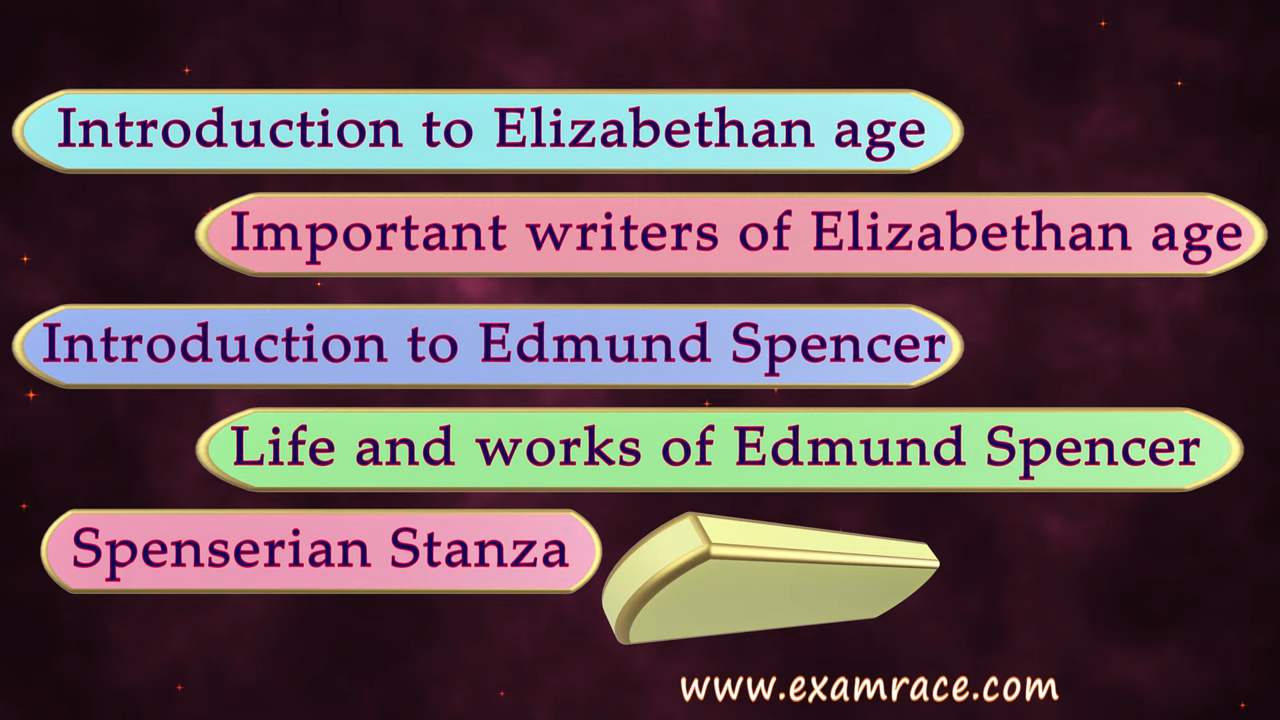 Introduction to Elizabethan age
Important writers of Elizabethan age
Introduction to Edmund Spencer
Life and works of Edmund Spencer
Spenserian Stanza
www.examrace.com